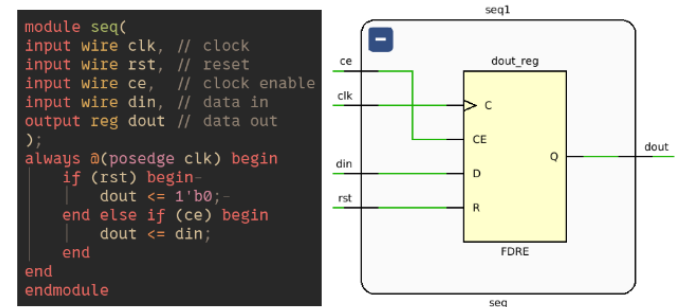 module seq(
input wire clk, // clock
input wire rst, // reset
input wire ce, // clock enable
input wire din, // data in
output reg dout // data out
);
always @(posedge clk) begin
if (rst) begin-
dout <= 1'b0;-
end else if (ce) begin
dout <= din;
end
end
endmodule
seq1
ce
dout_reg
clk
C
CE
dout
Q
din
D
rst
R
FDRE
seq